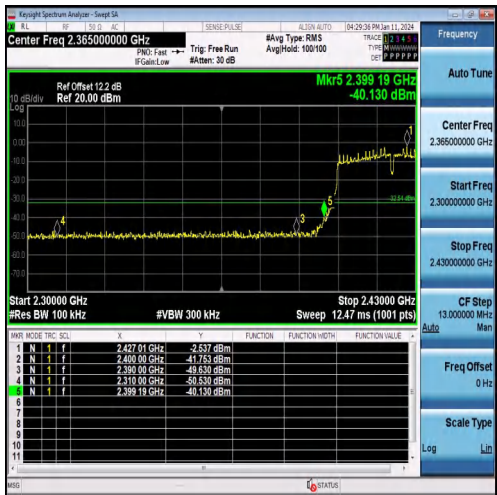 Keysight Spectrum Analyzer - Swept SA
RL RF 50 Ω AC SENSE:PULSE ALIGN AUTO 04:29:36 PM Jan 11, 2024
Center Freq 2.365000000 GHz
PNO: Fast
IFGain:Low
Trig: Free Run
#Atten: 30 dB
#Avg Type: RMS
Avg|Hold: 100/100
TRACE 1 2 3 4 5 6
TYPE M W W W W W
DET P P P P P P
Frequency
Ref Offset 12.2 dB
10 dB/div Ref 20.00 dBm
Log
Mkr5 2.399 19 GHz
-40.130 dBm
Auto Tune
10.0
0.00
-10.0
-20.0
-30.0
-40.0
-50.0
-60.0
-70.0
1
3
4
5
-32.54 dBm
Center Freq
2.365000000 GHz
Start Freq
2.300000000 GHz
Stop Freq
2.430000000 GHz
Start 2.30000 GHz Stop 2.43000 GHz
#Res BW 100 kHz #VBW 300 kHz Sweep 12.47 ms (1001 pts)
CF Step
13.000000 MHz
Auto Man
MKR MODE TRC SCL X Y FUNCTION FUNCTION WIDTH FUNCTION VALUE
1 N 1 f 2.427 01 GHz -2.537 dBm
2 N 1 f 2.400 00 GHz -41.753 dBm
3 N 1 f 2.390 00 GHz -49.630 dBm
4 N 1 f 2.310 00 GHz -50.530 dBm
5 N 1 f 2.399 19 GHz -40.130 dBm
6
7
8
9
10
11
Freq Offset
0 Hz
Scale Type
Log Lin
MSG STATUS